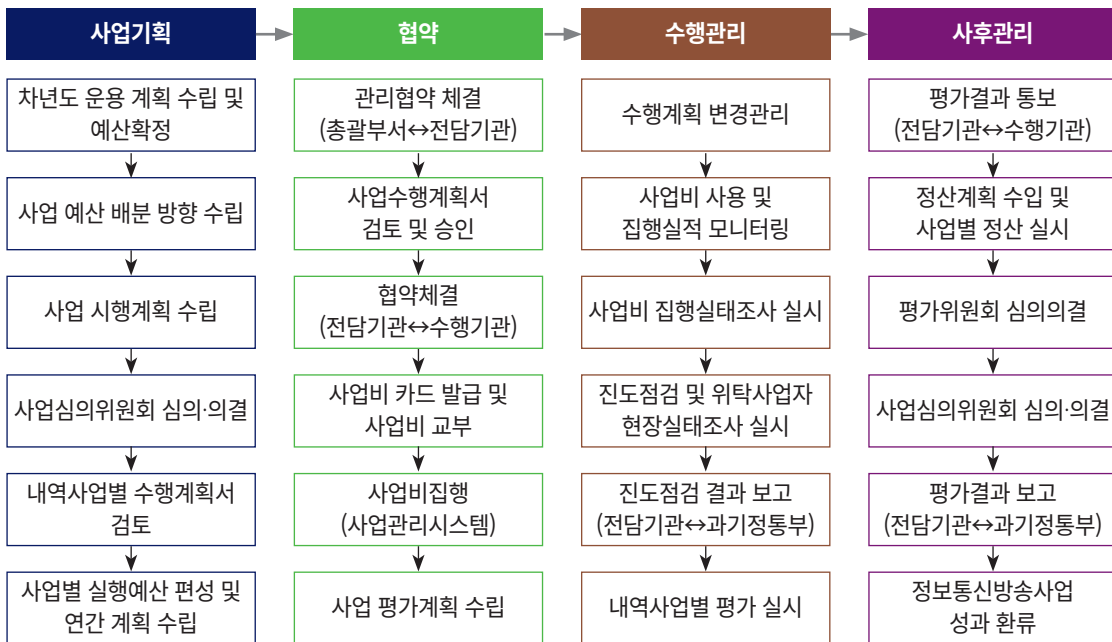 사업기획
차년도 운용 계획 수립 및
예산확정
사업 예산 배분 방향 수립
사업 시행계획 수립
사업심의위원회 심의·의결
내역사업별 수행계획서
검토
사업별 실행예산 편성 및
연간 계획 수립
협약
관리협약 체결
(총괄부서↔전담기관)
사업수행계획서
검토 및 승인
협약체결
(전담기관↔수행기관)
사업비 카드 발급 및
사업비 교부
사업비집행
(사업관리시스템)
사업 평가계획 수립
수행관리
수행계획 변경관리
사업비 사용 및
집행실적 모니터링
사업비 집행실태조사 실시
진도점검 및 위탁사업자
현장실태조사 실시
진도점검 결과 보고
(전담기관↔과기정통부)
내역사업별 평가 실시
사후관리
평가결과 통보
(전담기관↔수행기관)
정산계획 수입 및
사업별 정산 실시
평가위원회 심의의결
사업심의위원회 심의·의결
평가결과 보고
(전담기관↔과기정통부)
정보통신방송사업
성과 환류